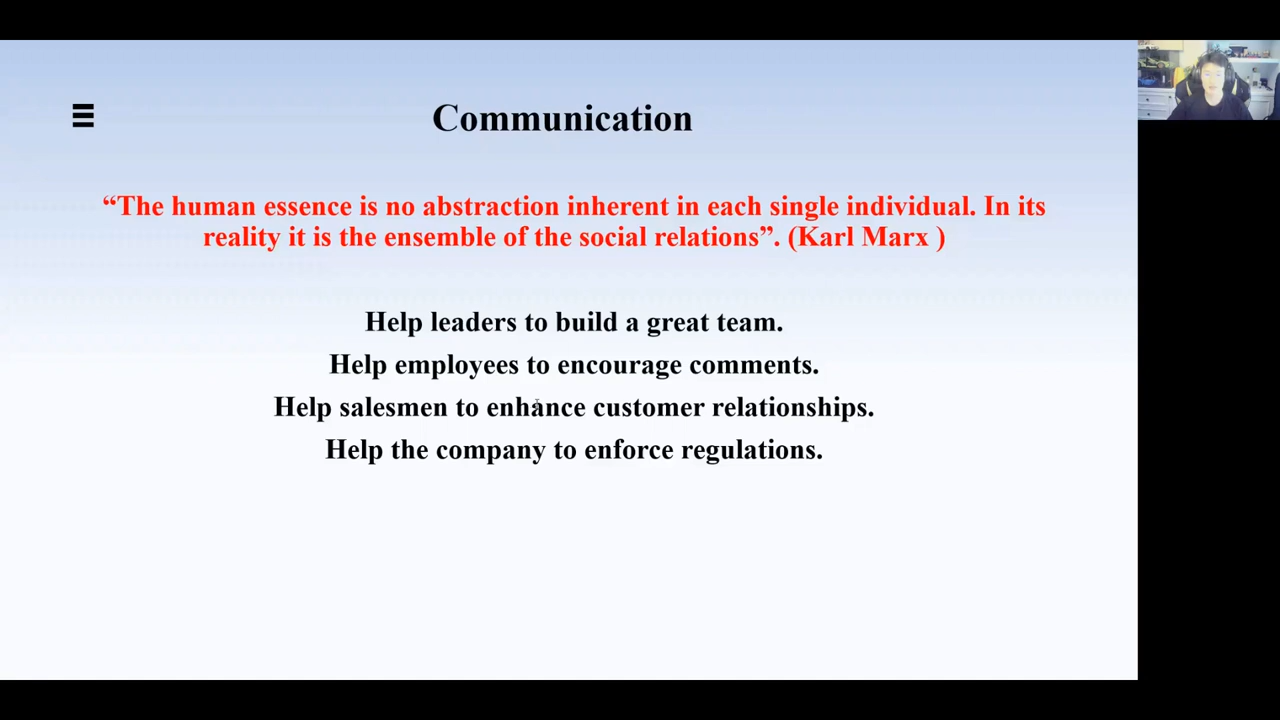 Communication
“The human essence is no abstraction inherent in each single individual. In its
reality it is the ensemble of the social relations”. (Karl Marx )
Help leaders to build a great team.
Help employees to encourage comments.
Help salesmen to enhance customer relationships.
Help the company to enforce regulations.